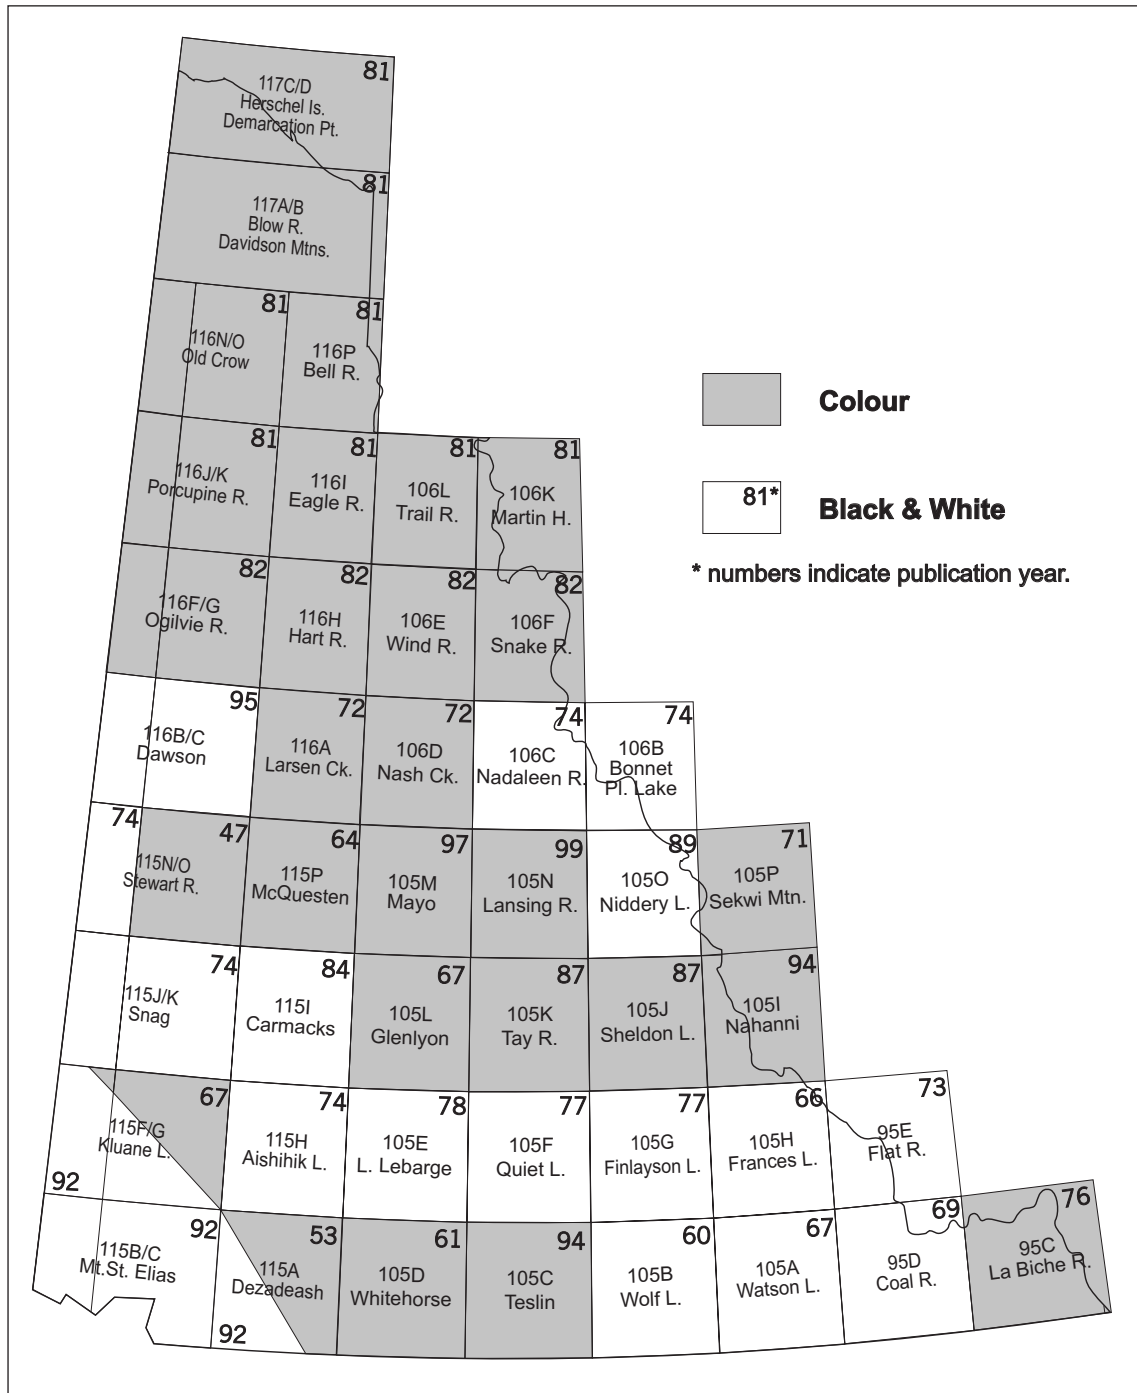 81
117C/D
Herschel Is.
Demarcation Pt.
81
117A/B
Blow R.
Davidson Mtns.
81
116N/O
Old Crow
81
116P
Bell R.
Colour
81*
Black & White
* numbers indicate publication year.
81
116J/K
Porcupine R.
81
116I
Eagle R.
81
106L
Trail R.
81
106K
Martin H.
82
116F/G
Ogilvie R.
82
116H
Hart R.
82
106E
Wind R.
82
106F
Snake R.
95
116B/C
Dawson
72
116A
Larsen Ck.
72
106D
Nash Ck.
74
106C
Nadaleen R.
74
106B
Bonnet
Pl. Lake
74
47
115N/O
Stewart R.
64
115P
McQuesten
97
105M
Mayo
99
105N
Lansing R.
89
105O
Niddery L.
71
105P
Sekwi Mtn.
74
115J/K
Snag
84
115I
Carmacks
67
105L
Glenlyon
87
105K
Tay R.
87
105J
Sheldon L.
94
105I
Nahanni
67
115F/G
Kluane L.
92
74
115H
Aishihik L.
78
105E
L. Lebarge
77
105F
Quiet L.
77
105G
Finlayson L.
66
105H
Frances L.
73
95E
Flat R.
92
115B/C
Mt.St. Elias
53
115A
Dezadeash
92
61
105D
Whitehorse
94
105C
Teslin
60
105B
Wolf L.
67
105A
Watson L.
69
95D
Coal R.
76
95C
La Biche R.